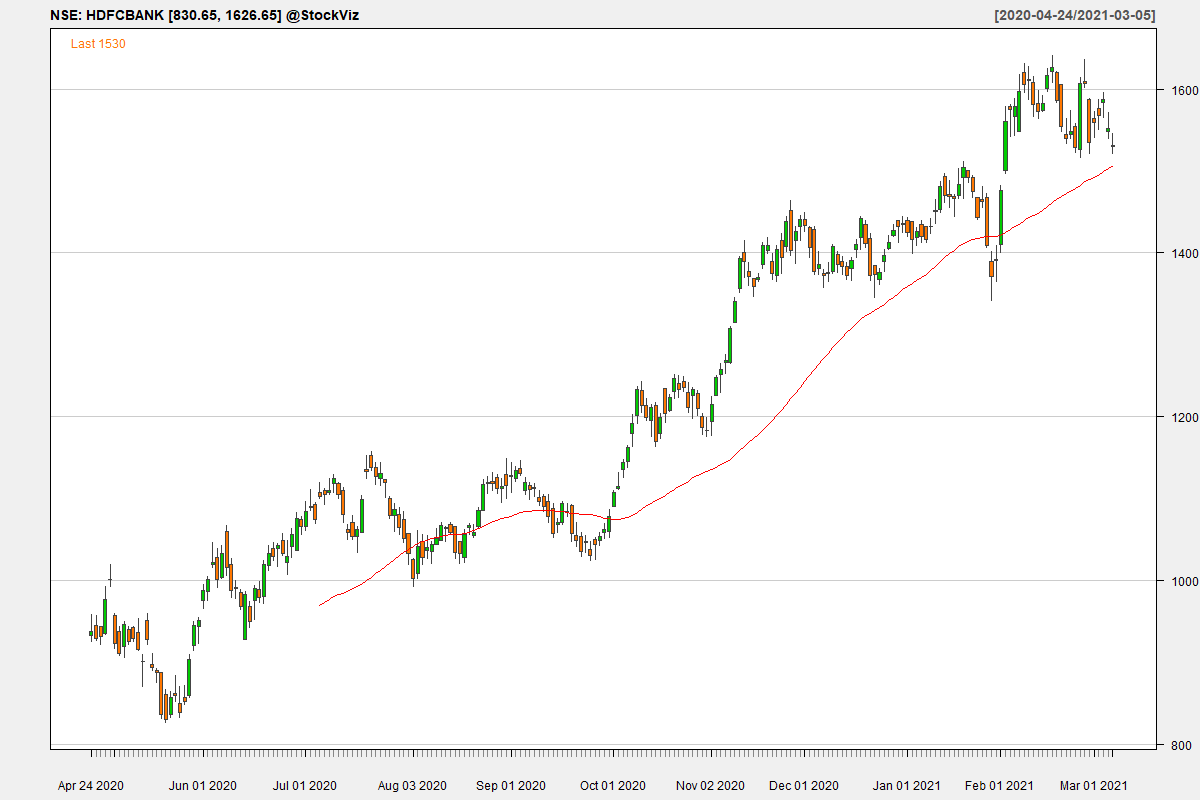 NSE: HDFCBANK [830.65, 1626.65] @StockViz
[2020-04-24/2021-03-05]
Last 1530
1600
1400
1200
1000
800
Apr 24 2020
Jun 01 2020
Jul 01 2020
Aug 03 2020
Sep 01 2020
Oct 01 2020
Nov 02 2020
Dec 01 2020
Jan 01 2021
Feb 01 2021
Mar 01 2021